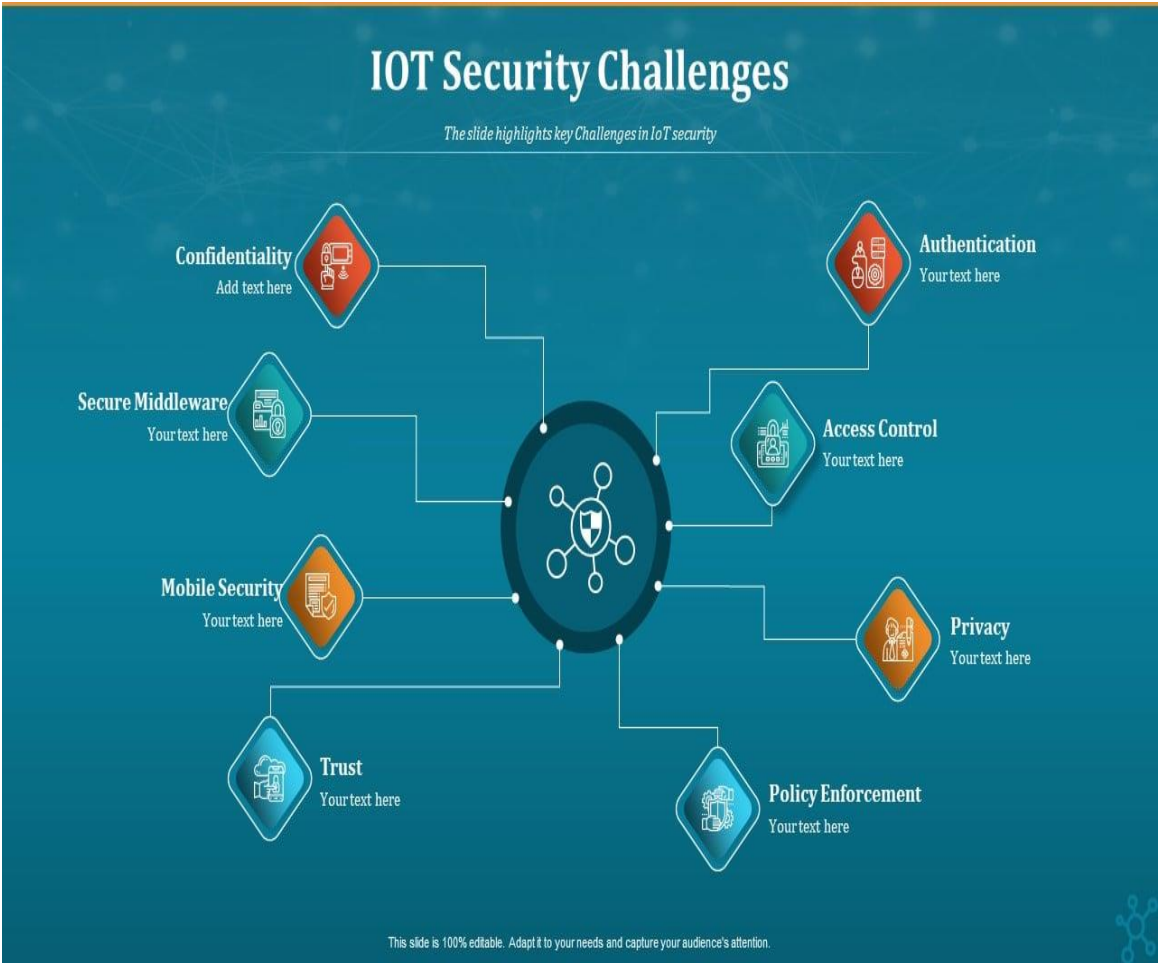 IOT Security Challenges
The slide highlights key Challenges in IoT security
Confidentiality
Add text here
Authentication
Your text here
Secure Middleware
Your text here
Access Control
Your text here
Mobile Security
Your text here
Privacy
Your text here
Trust
Your text here
Policy Enforcement
Your text here
This slide is 100% editable. Adapt it to your needs and capture your audience's attention.